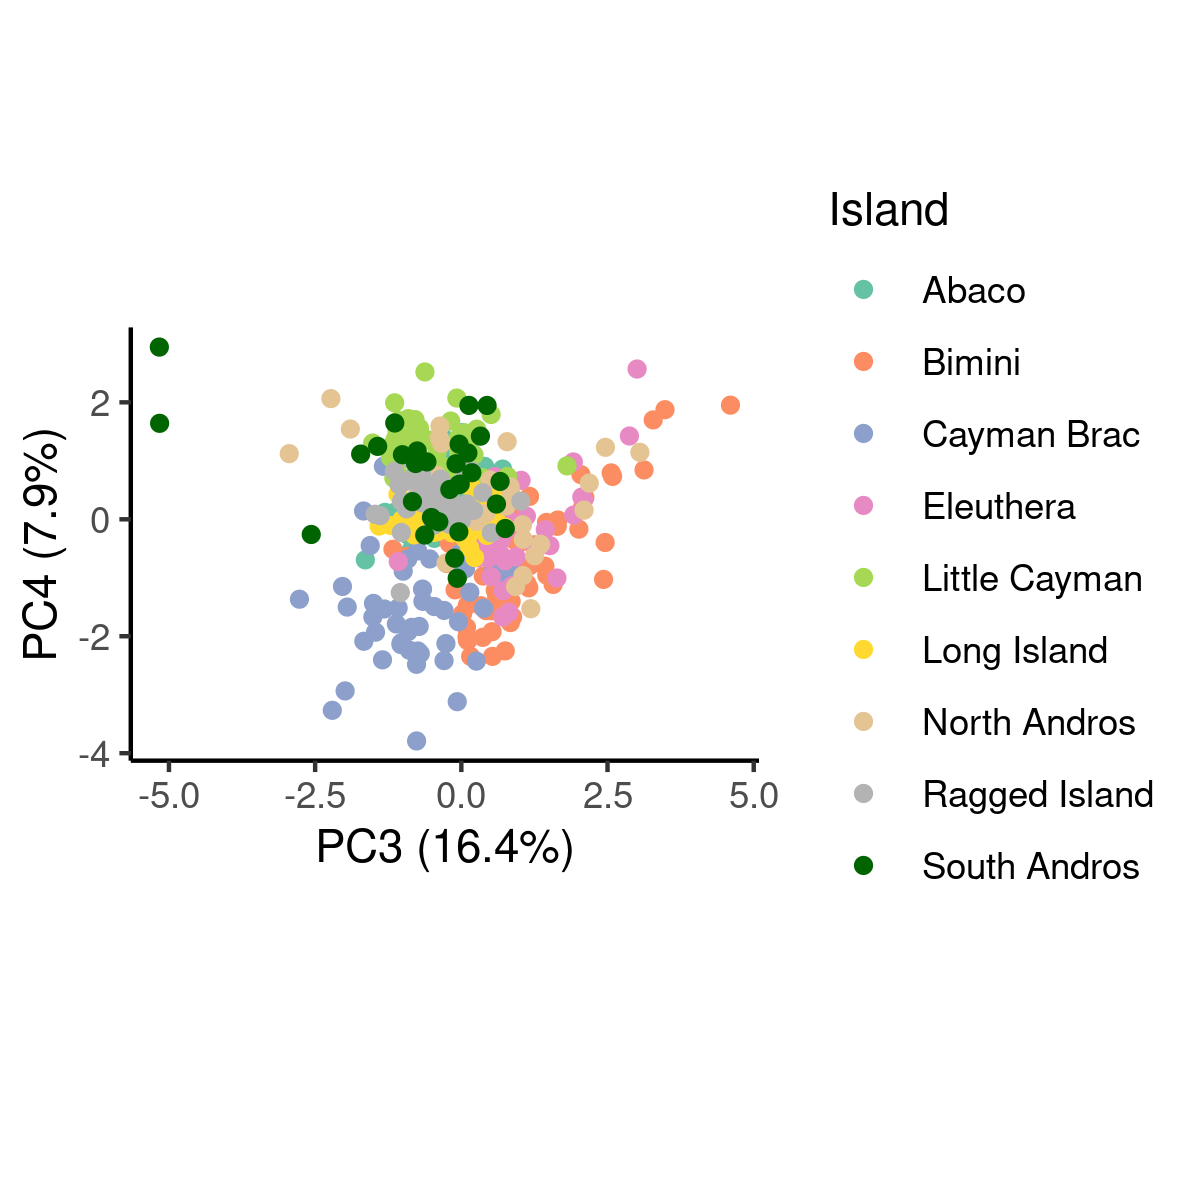 Island
Abaco
Bimini
Cayman Brac
Eleuthera
Little Cayman
Long Island
North Andros
Ragged Island
South Andros
PC4 (7.9%)
2
0
-2
-4
-5.0 -2.5 0.0 2.5 5.0
PC3 (16.4%)